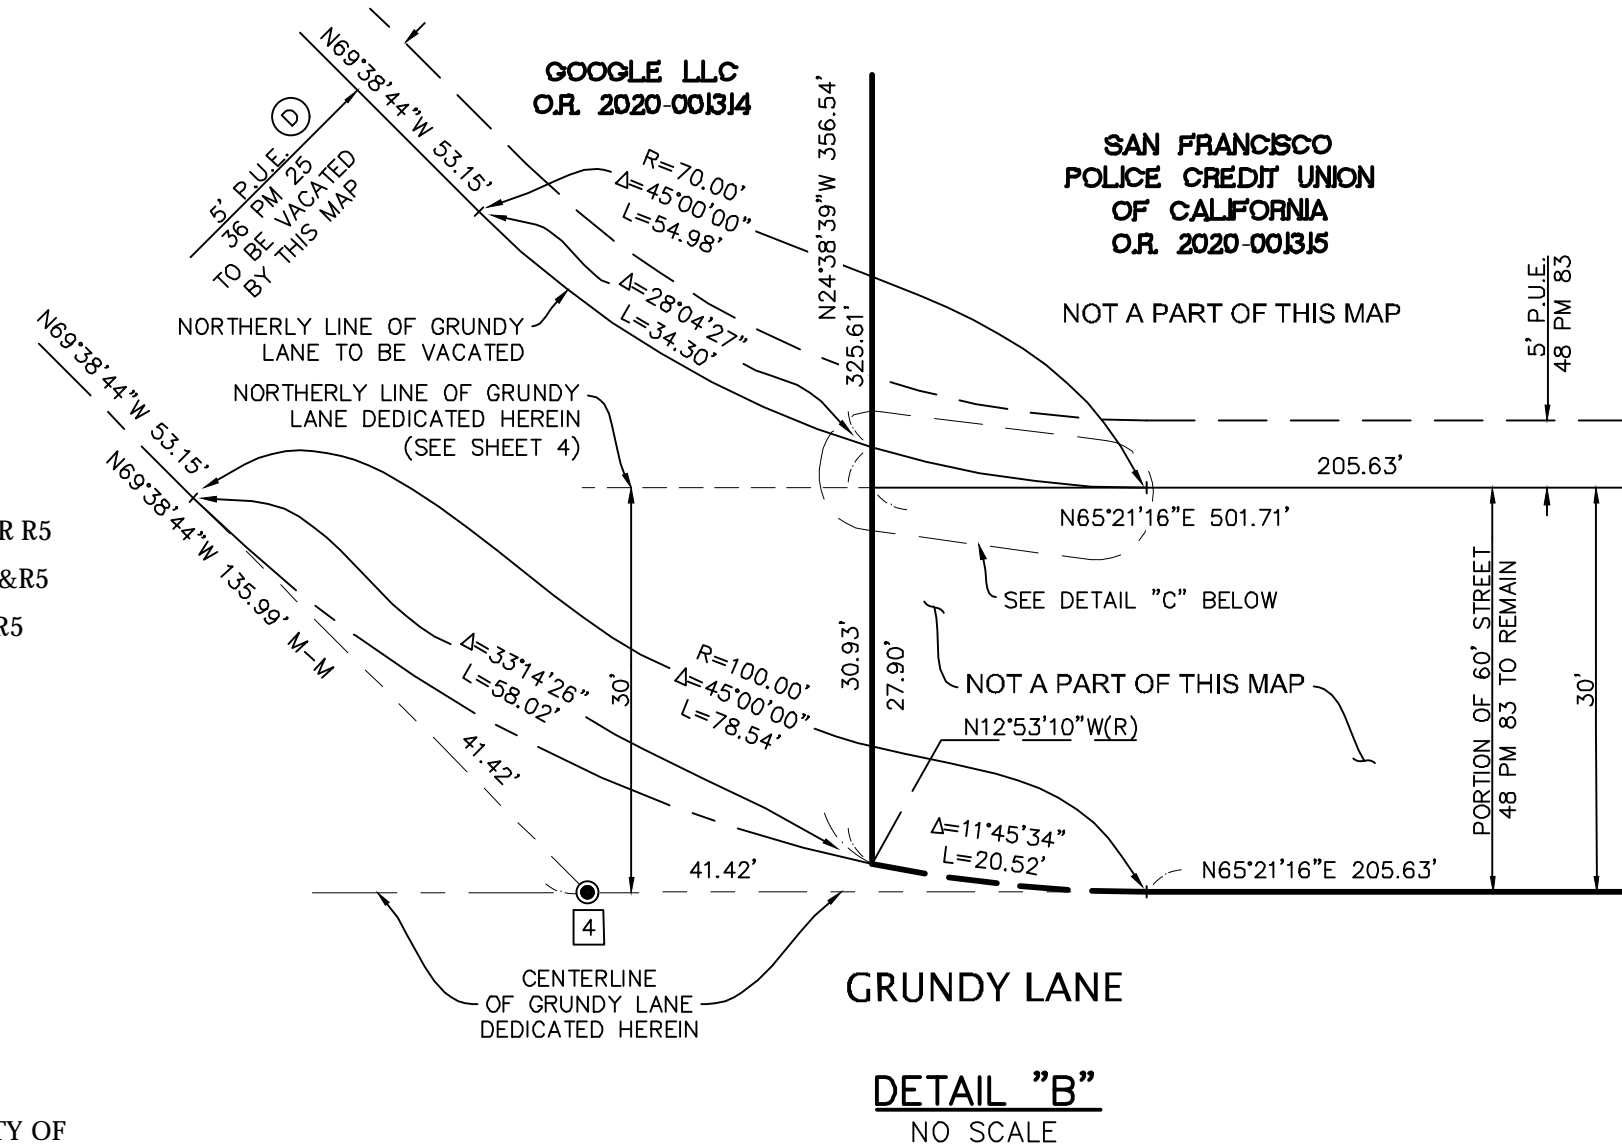 N69°38'44"W 53.15'
GOOGLE LLC
O.R. 2020-001314
5' P.U.E. D
36 PM 25
TO BE VACATED
BY THIS MAP
R=70.00'
Δ=45°00'00"
L=54.98'
N24°38'39"W 356.54'
325.61'
SAN FRANCISCO
POLICE CREDIT UNION
OF CALIFORNIA
O.R. 2020-001315
NOT A PART OF THIS MAP
5' P.U.E.
48 PM 83
Δ=28°04'27"
L=34.30'
NORTHERLY LINE OF GRUNDY
LANE TO BE VACATED
NORTHERLY LINE OF GRUNDY
LANE DEDICATED HEREIN
(SEE SHEET 4)
N69°38'44"W 53.15'
N69°38'44"W 135.99' M-M
205.63'
N65°21'16"E 501.71'
R R5
&R5
R5
SEE DETAIL "C" BELOW
PORTION OF 60' STREET
48 PM 83 TO REMAIN
30'
Δ=33°14'26"
L=58.02'
30'
R=100.00'
Δ=45°00'00"
L=78.54'
30.93'
27.90'
NOT A PART OF THIS MAP
N12°53'10"W(R)
41.42'
Δ=11°45'34"
L=20.52'
41.42'
N65°21'16"E 205.63'
4
CENTERLINE
OF GRUNDY LANE
DEDICATED HEREIN
GRUNDY LANE
DETAIL "B"
NO SCALE
TY OF